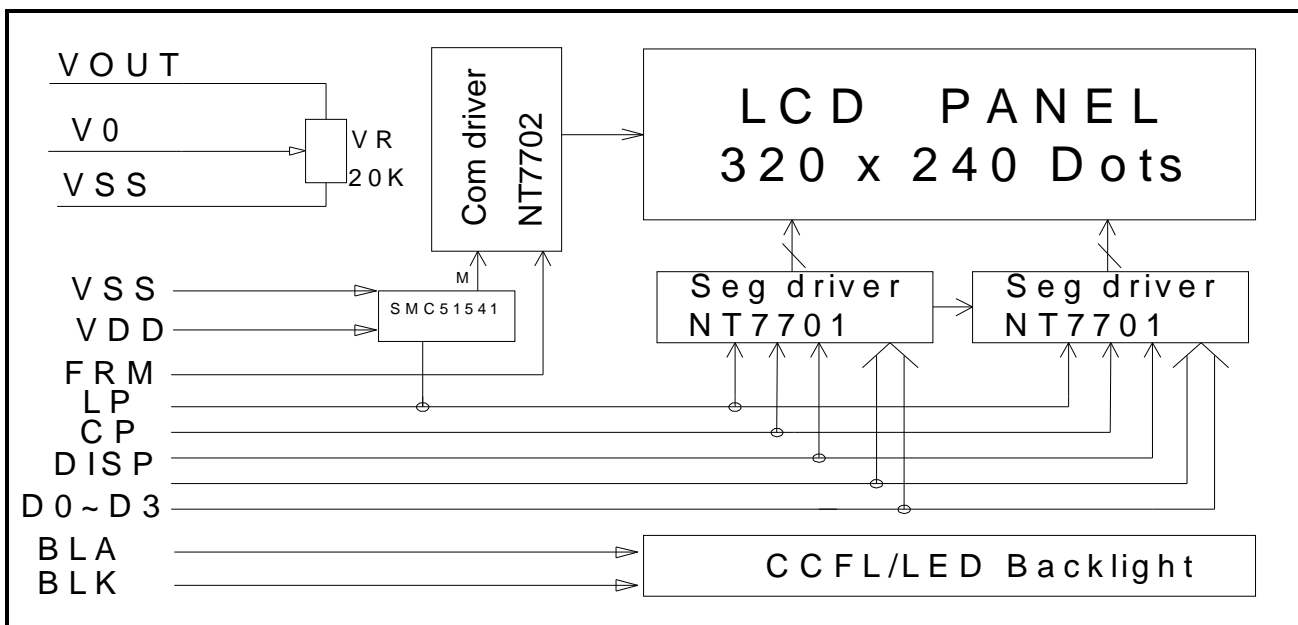 VOUT
V0
VSS
VR
20K
Com driver
NT7702
LCD PANEL
320 x 240 Dots
M
SMC51541
Seg driver
NT7701
Seg driver
NT7701
VSS
VDD
FRM
LP
CP
DISP
D0~D3
BLA
BLK
CCFL/LED Backlight